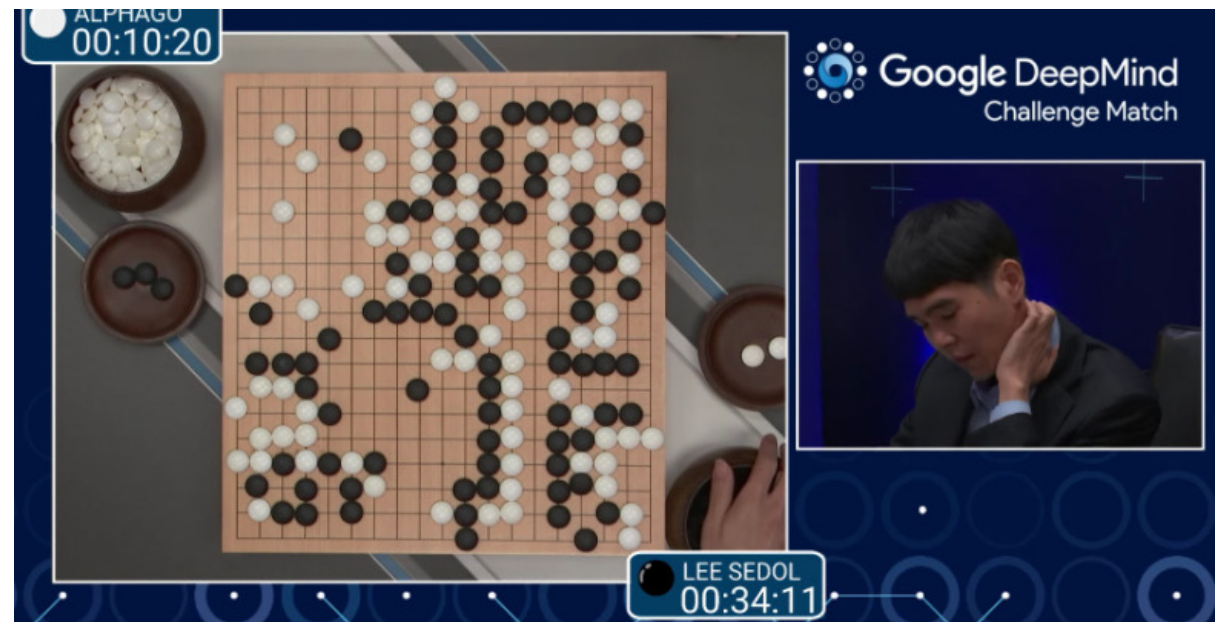 ALPHAGO
00:10:20
Google DeepMind
Challenge Match
LEE SEDOL
00:34:11